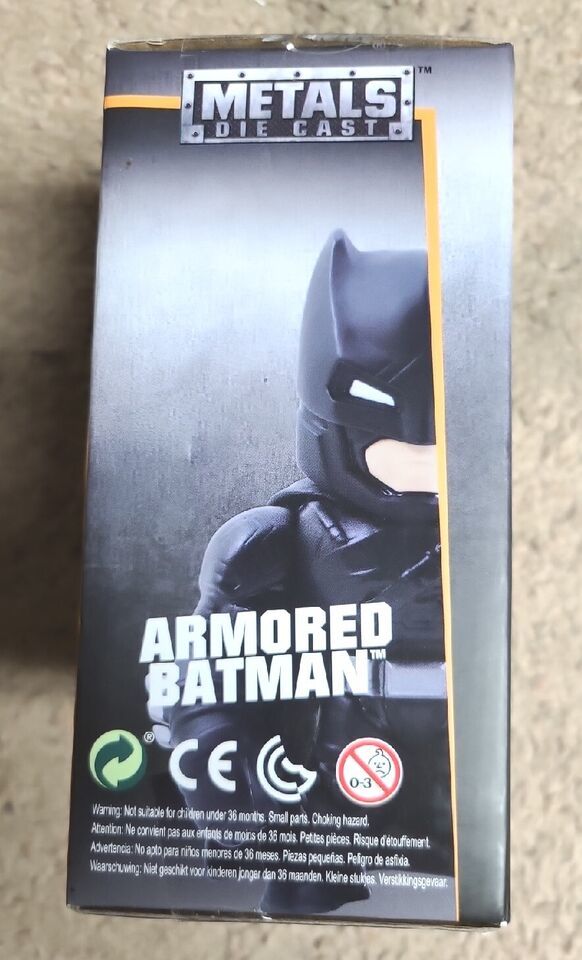 METALS™
DIE CAST
ARMORED
BATMAN™
® CE 0-3
Warning: Not suitable for children under 36 months. Small parts. Choking hazard.
Attention: Ne convient pas aux enfants de moins de 36 mois. Petites pièces. Risque d'étouffement.
Advertencia: No apto para niños menores de 36 meses. Piezas pequeñas. Peligro de asfixia.
Waarschuwing: Niet geschikt voor kinderen jonger dan 36 maanden. Kleine stukjes. Verstikkingsgevaar.